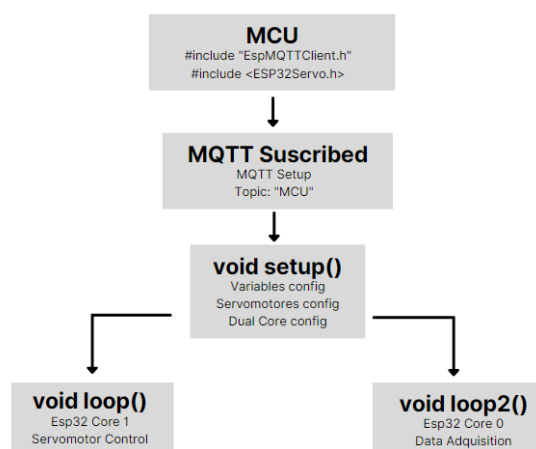 MCU
#include "EspMQTTClient.h"
#include <ESP32Servo.h>
MQTT Suscribed
MQTT Setup
Topic: "MCU"
void setup()
Variables config
Servomotores config
Dual Core config
void loop()
Esp32 Core 1
Servomotor Control
void loop2()
Esp32 Core 0
Data Adquisition